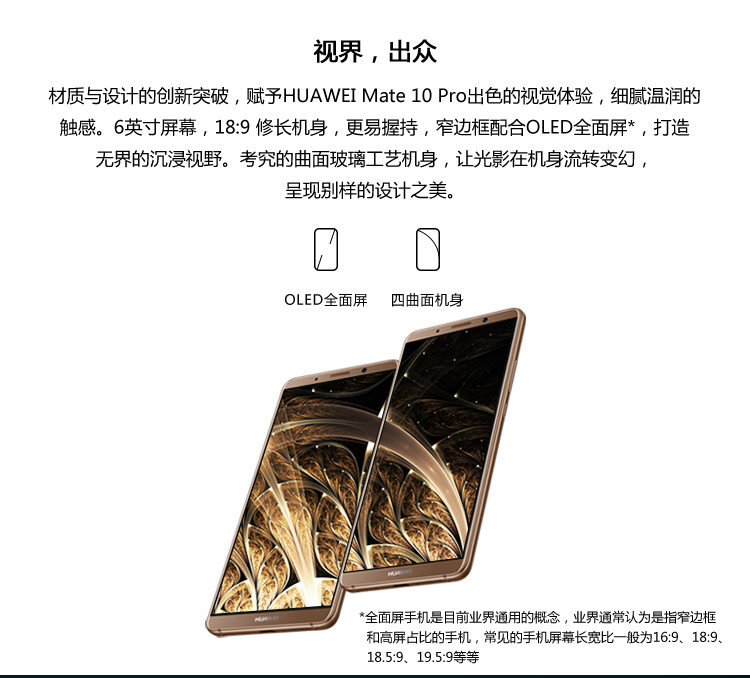 视界，出众
材质与设计的创新突破，赋予HUAWEI Mate 10 Pro出色的视觉体验，细腻温润的
触感。6英寸屏幕，18:9 修长机身，更易握持，窄边框配合OLED全面屏*，打造
无界的沉浸视野。考究的曲面玻璃工艺机身，让光影在机身流转变幻，
呈现别样的设计之美。
OLED全面屏 四曲面机身
HUAWEI
HUAWEI
*全面屏手机是目前业界通用的概念，业界通常认为是指窄边框
和高屏占比的手机，常见的手机屏幕长宽比一般为16:9、18:9、
18.5:9、19.5:9等等